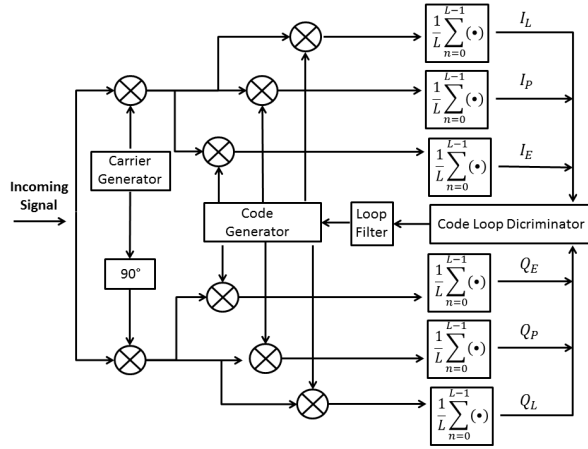 1/L L-1 ∑ n=0 (•) I_L
1/L L-1 ∑ n=0 (•) I_P
1/L L-1 ∑ n=0 (•) I_E
Carrier
Generator
Incoming
Signal
Code
Generator
Loop
Filter
Code Loop Dicriminator
90°
1/L L-1 ∑ n=0 (•) Q_E
1/L L-1 ∑ n=0 (•) Q_P
1/L L-1 ∑ n=0 (•) Q_L